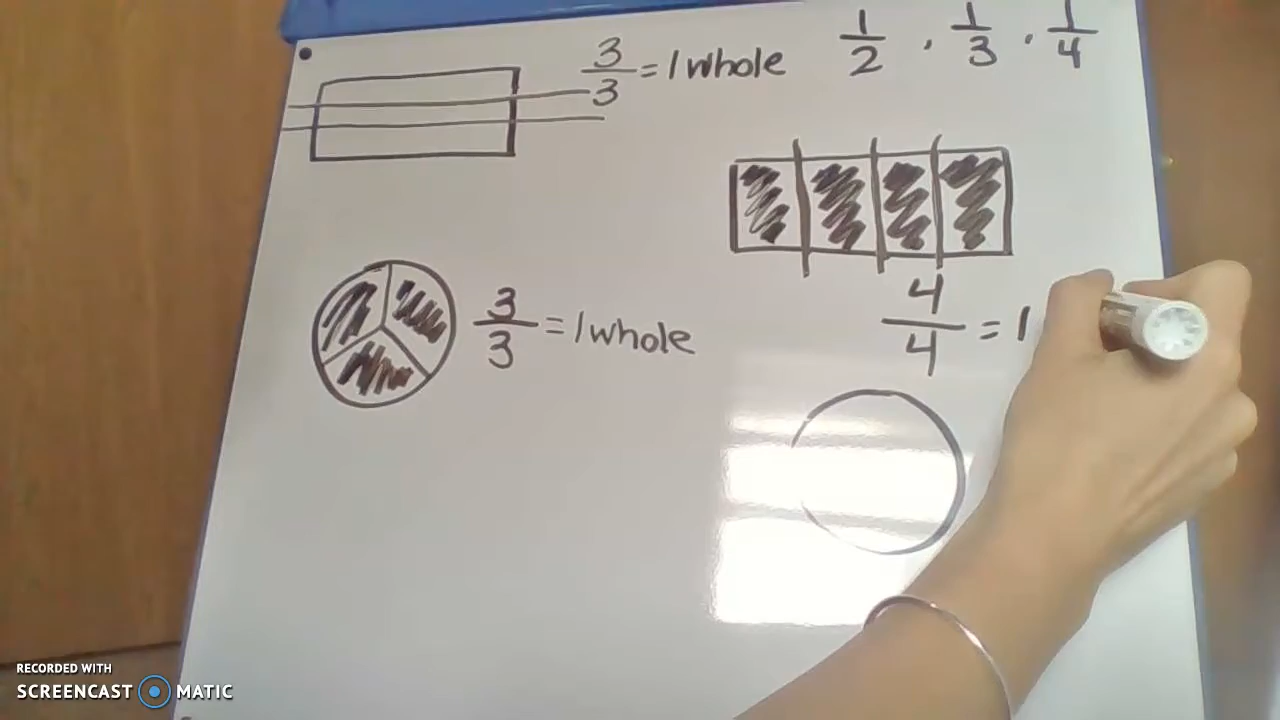 3/3 = 1 whole
1/2 , 1/3 , 1/4
3/3 = 1 whole
4/4 = 1
RECORDED WITH
SCREENCAST MATIC